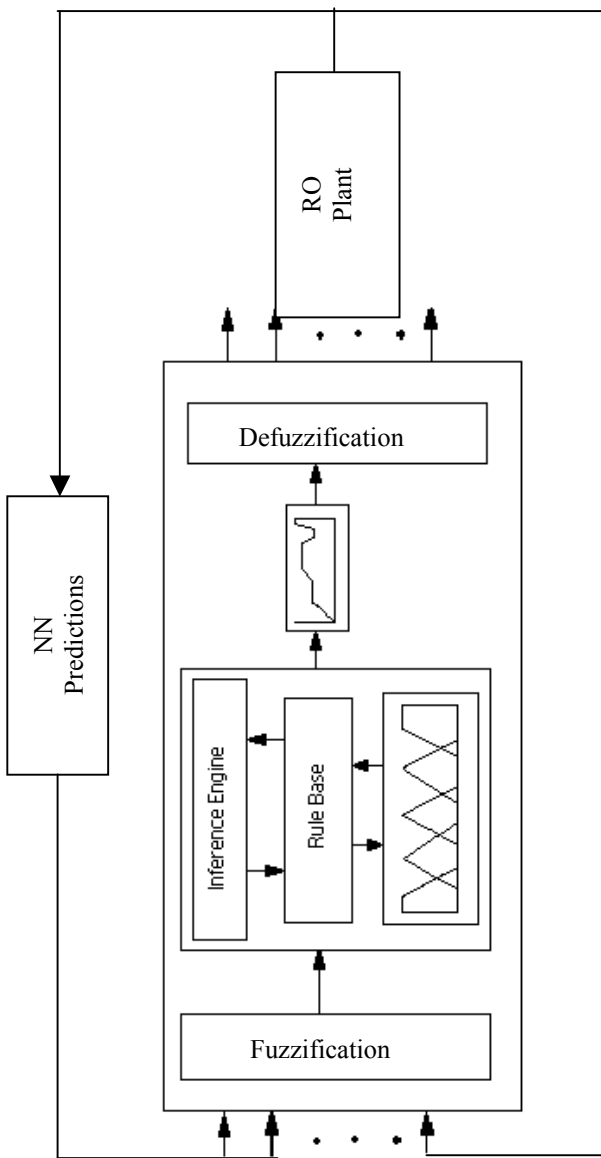 RO
Plant
Defuzzification
NN
Predictions
Inference Engine
Rule Base
Fuzzification